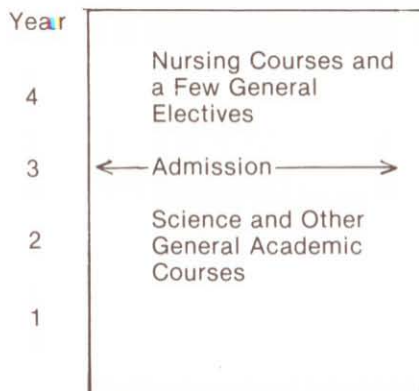 Year
Nursing Courses and
a Few General
Electives
4
3
Admission
Science and Other
General Academic
Courses
2
1